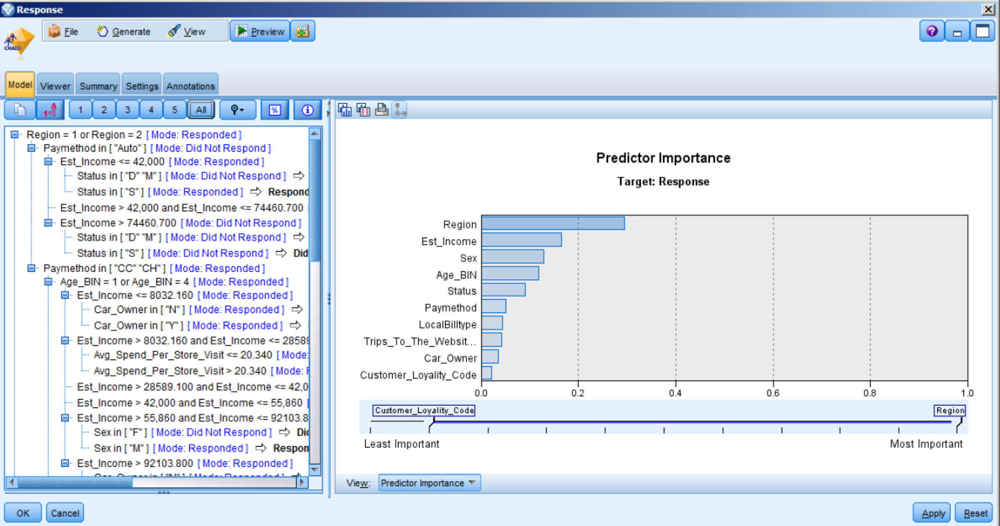 Response
File Generate View Preview
CHAID
Model Viewer Summary Settings Annotations
1 2 3 4 5 All %
Region = 1 or Region = 2 [ Mode: Responded ]
Paymethod in [ "Auto" ] [ Mode: Did Not Respond ]
Est_Income <= 42,000 [ Mode: Responded ]
Status in [ "D" "M" ] [ Mode: Did Not Respond ] ⇨
Status in [ "S" ] [ Mode: Responded ] ⇨ Respond
Est_Income > 42,000 and Est_Income <= 74460.700 [
Est_Income > 74460.700 [ Mode: Did Not Respond ]
Status in [ "D" "M" ] [ Mode: Did Not Respond ] ⇨
Status in [ "S" ] [ Mode: Did Not Respond ] ⇨ Did
Paymethod in [ "CC" "CH" ] [ Mode: Responded ]
Age_BIN = 1 or Age_BIN = 4 [ Mode: Responded ]
Est_Income <= 8032.160 [ Mode: Responded ]
Car_Owner in [ "N" ] [ Mode: Responded ] ⇨
Car_Owner in [ "Y" ] [ Mode: Responded ] ⇨
Est_Income > 8032.160 and Est_Income <= 28589
Avg_Spend_Per_Store_Visit <= 20.340 [ Mode:
Avg_Spend_Per_Store_Visit > 20.340 [ Mode:
Est_Income > 28589.100 and Est_Income <= 42,0
Est_Income > 42,000 and Est_Income <= 55,860 [
Est_Income > 55,860 and Est_Income <= 92103.8
Sex in [ "F" ] [ Mode: Did Not Respond ] ⇨ Did
Sex in [ "M" ] [ Mode: Responded ] ⇨ Respon
Est_Income > 92103.800 [ Mode: Responded ]
Car_Owner in [ "N" ] [ Mode: Responded ] ⇨
Predictor Importance
Target: Response
Region
Est_Income
Sex
Age_BIN
Status
Paymethod
LocalBilltype
Trips_To_The_Websit...
Car_Owner
Customer_Loyality_Code
0.0 0.2 0.4 0.6 0.8 1.0
Customer_Loyality_Code Region
Least Important Most Important
View: Predictor Importance
OK Cancel Apply Reset